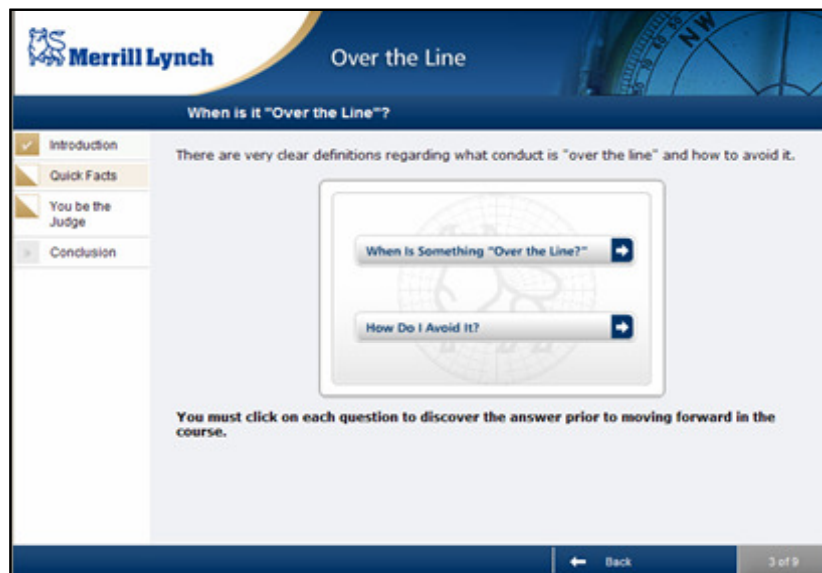 Merrill Lynch
Over the Line
When is it "Over the Line"?
Introduction
Quick Facts
You be the
Judge
Conclusion
There are very clear definitions regarding what conduct is "over the line" and how to avoid it.
When Is Something "Over the Line?"
How Do I Avoid It?
You must click on each question to discover the answer prior to moving forward in the
course.
Back
3 of 9
NW